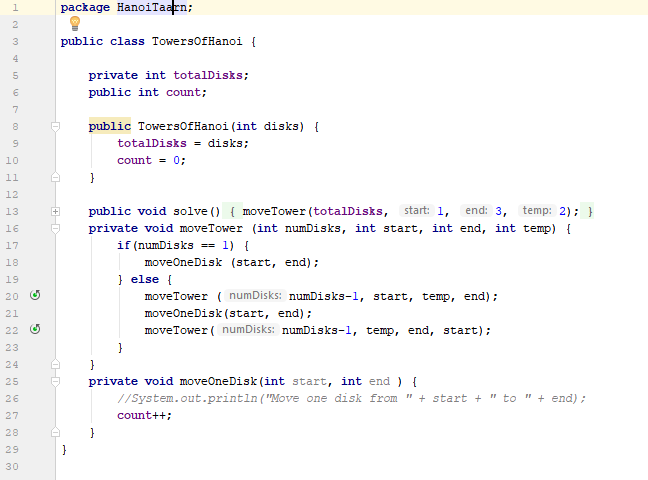 1 package HanoiTaarn;
2
3 public class TowersOfHanoi {
4
5 private int totalDisks;
6 public int count;
7
8 public TowersOfHanoi(int disks) {
9 totalDisks = disks;
10 count = 0;
11 }
12
13 public void solve() { moveTower(totalDisks, start: 1, end: 3, temp: 2); }
16 private void moveTower (int numDisks, int start, int end, int temp) {
17 if(numDisks == 1) {
18 moveOneDisk (start, end);
19 } else {
20 moveTower ( numDisks: numDisks-1, start, temp, end);
21 moveOneDisk(start, end);
22 moveTower( numDisks: numDisks-1, temp, end, start);
23 }
24 }
25 private void moveOneDisk(int start, int end ) {
26 //System.out.println("Move one disk from " + start + " to " + end);
27 count++;
28 }
29 }
30